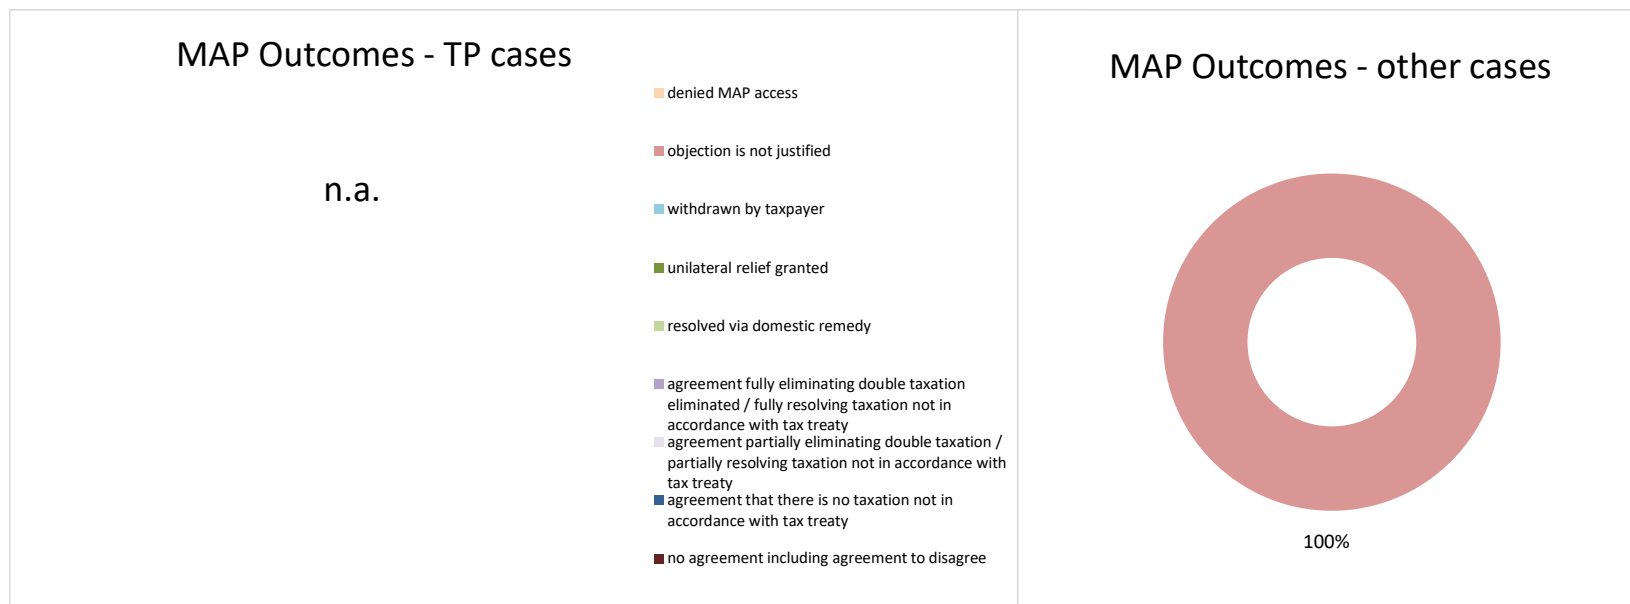 MAP Outcomes - TP cases
n.a.
denied MAP access
objection is not justified
withdrawn by taxpayer
unilateral relief granted
resolved via domestic remedy
agreement fully eliminating double taxation
eliminated / fully resolving taxation not in
accordance with tax treaty
agreement partially eliminating double taxation /
partially resolving taxation not in accordance with
tax treaty
agreement that there is no taxation not in
accordance with tax treaty
no agreement including agreement to disagree
MAP Outcomes - other cases
100%